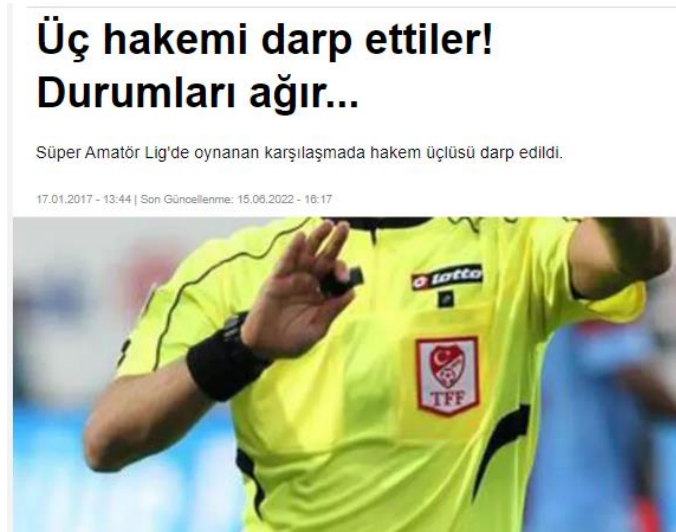 Üç hakemi darp ettiler!
Durumları ağır...
Süper Amatör Lig'de oynanan karşılaşmada hakem üçlüsü darp edildi.
17.01.2017 - 13:44 | Son Güncellenme: 15.06.2022 - 16:17
lotto
TFF